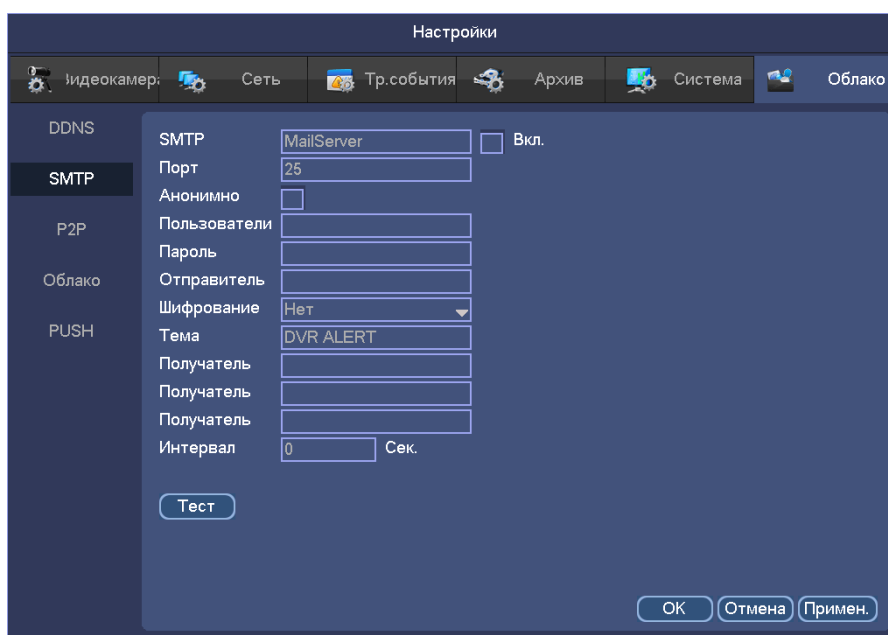 Настройки
Видеокамера Сеть Тр.события Архив Система Облако
DDNS
SMTP
P2P
Облако
PUSH
SMTP MailServer Вкл.
Порт 25
Анонимно
Пользователи
Пароль
Отправитель
Шифрование Нет
Тема DVR ALERT
Получатель
Получатель
Получатель
Интервал 0 Сек.
Тест
OK Отмена Примен.